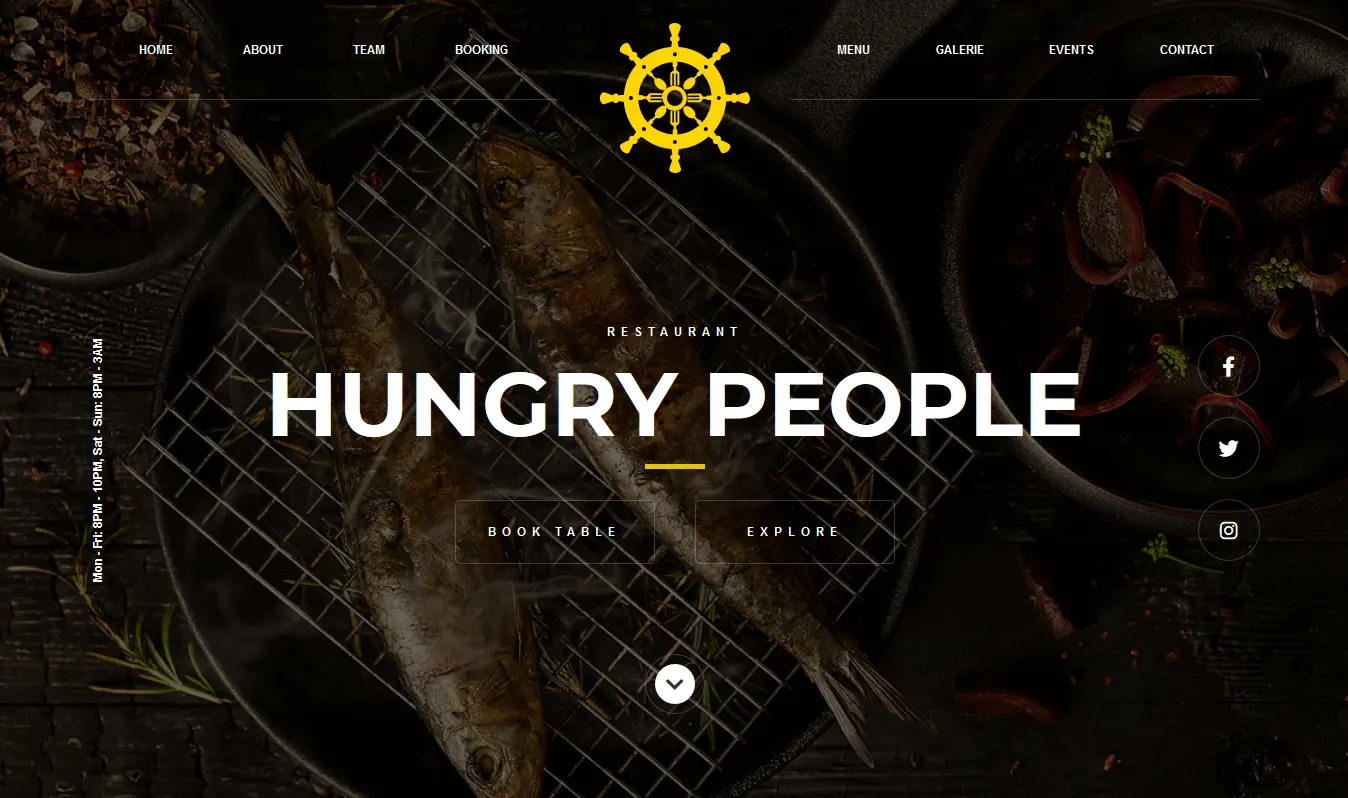 HOME ABOUT TEAM BOOKING MENU GALERIE EVENTS CONTACT
RESTAURANT
HUNGRY PEOPLE
BOOK TABLE EXPLORE
Mon - Fri: 8PM - 10PM, Sat - Sun: 8PM - 3AM